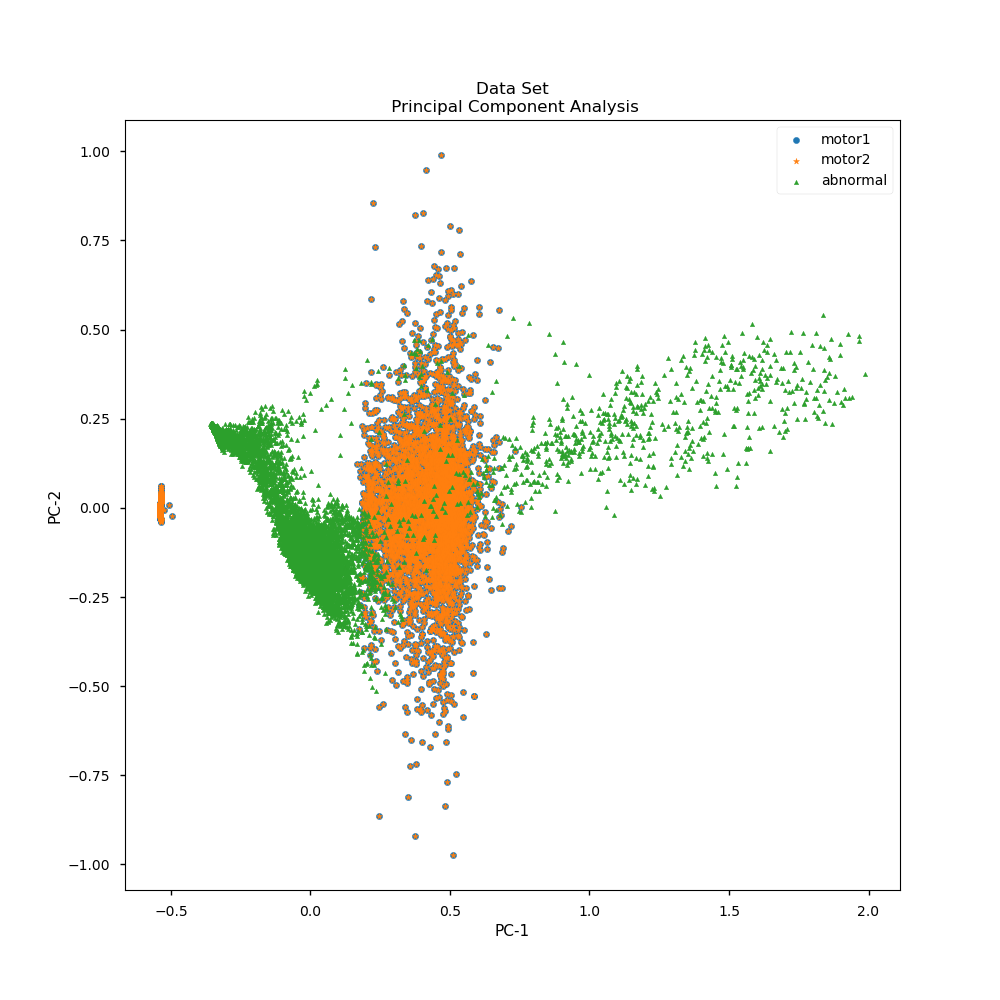 Data Set
Principal Component Analysis
motor1
motor2
abnormal
1.00
0.75
0.50
0.25
0.00
−0.25
−0.50
−0.75
−1.00
PC-2
−0.5
0.0
0.5
1.0
1.5
2.0
PC-1